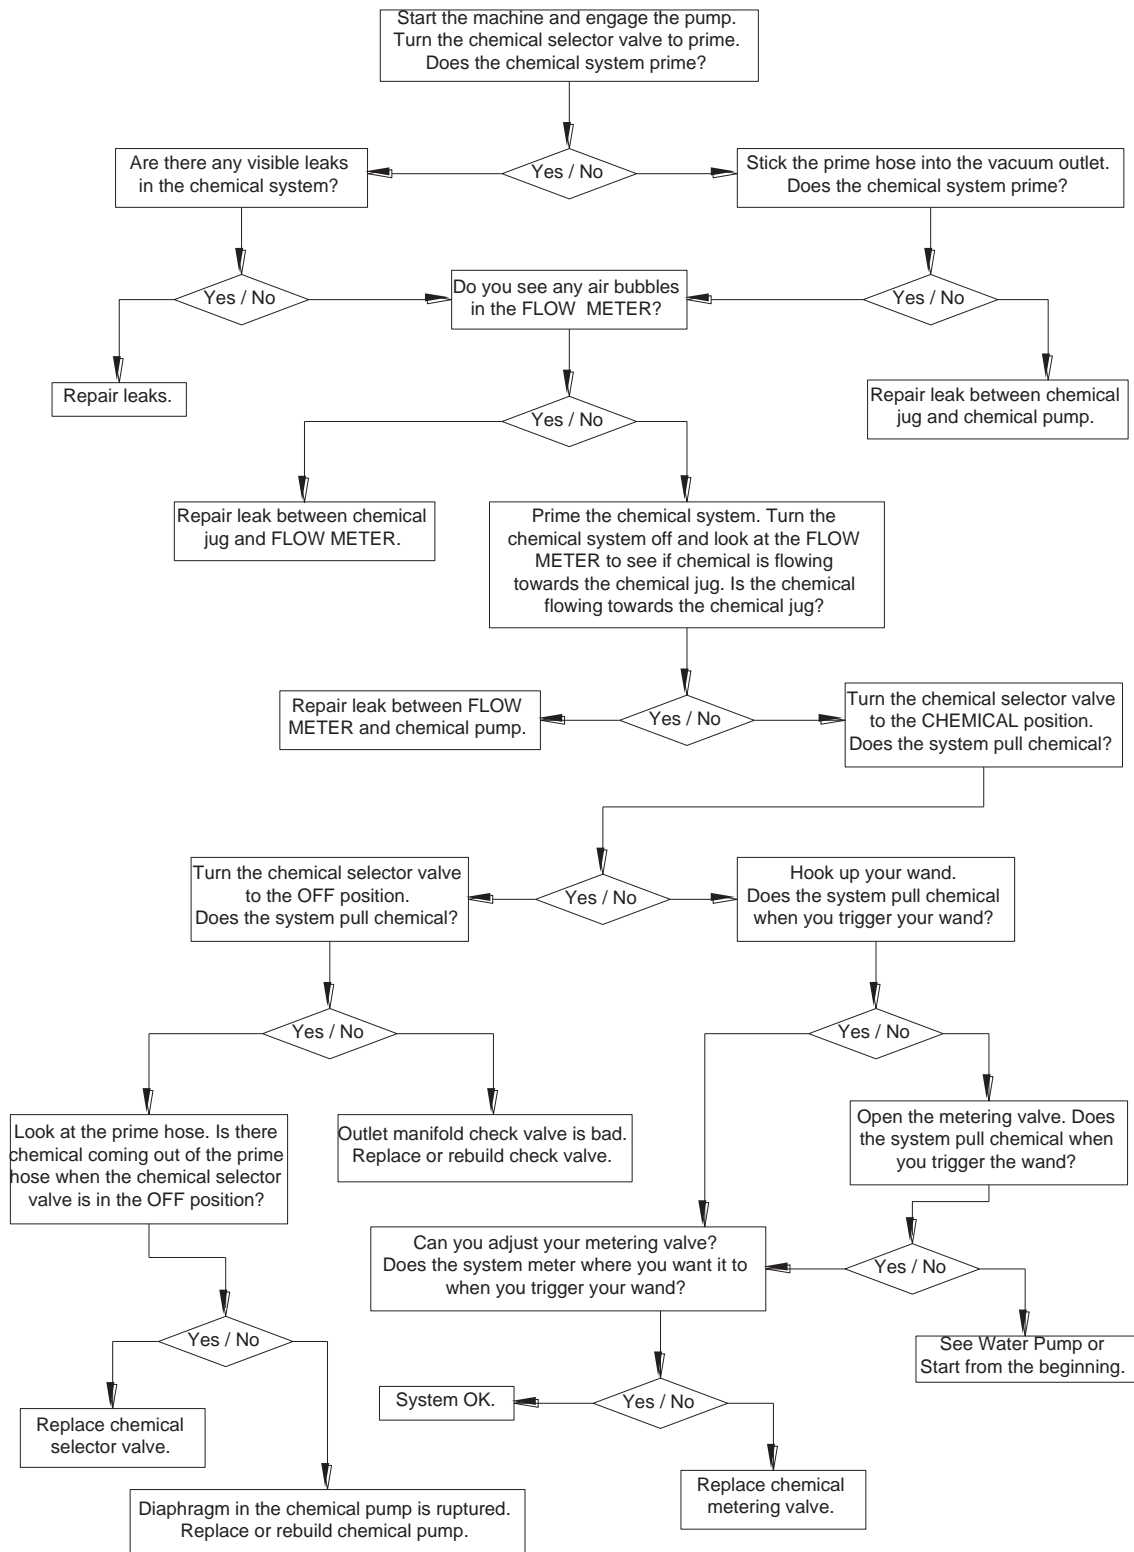 Start the machine and engage the pump.
Turn the chemical selector valve to prime.
Does the chemical system prime?
Are there any visible leaks
in the chemical system?
Yes / No
Stick the prime hose into the vacuum outlet.
Does the chemical system prime?
Yes / No
Do you see any air bubbles
in the FLOW METER?
Yes / No
Repair leaks.
Yes / No
Repair leak between chemical
jug and chemical pump.
Repair leak between chemical
jug and FLOW METER.
Prime the chemical system. Turn the
chemical system off and look at the FLOW
METER to see if chemical is flowing
towards the chemical jug. Is the chemical
flowing towards the chemical jug?
Repair leak between FLOW
METER and chemical pump.
Yes / No
Turn the chemical selector valve
to the CHEMICAL position.
Does the system pull chemical?
Turn the chemical selector valve
to the OFF position.
Does the system pull chemical?
Yes / No
Hook up your wand.
Does the system pull chemical
when you trigger your wand?
Yes / No
Yes / No
Look at the prime hose. Is there
chemical coming out of the prime
hose when the chemical selector
valve is in the OFF position?
Outlet manifold check valve is bad.
Replace or rebuild check valve.
Open the metering valve. Does
the system pull chemical when
you trigger the wand?
Can you adjust your metering valve?
Does the system meter where you want it to
when you trigger your wand?
Yes / No
Yes / No
See Water Pump or
Start from the beginning.
System OK.
Yes / No
Replace chemical
selector valve.
Replace chemical
metering valve.
Diaphragm in the chemical pump is ruptured.
Replace or rebuild chemical pump.